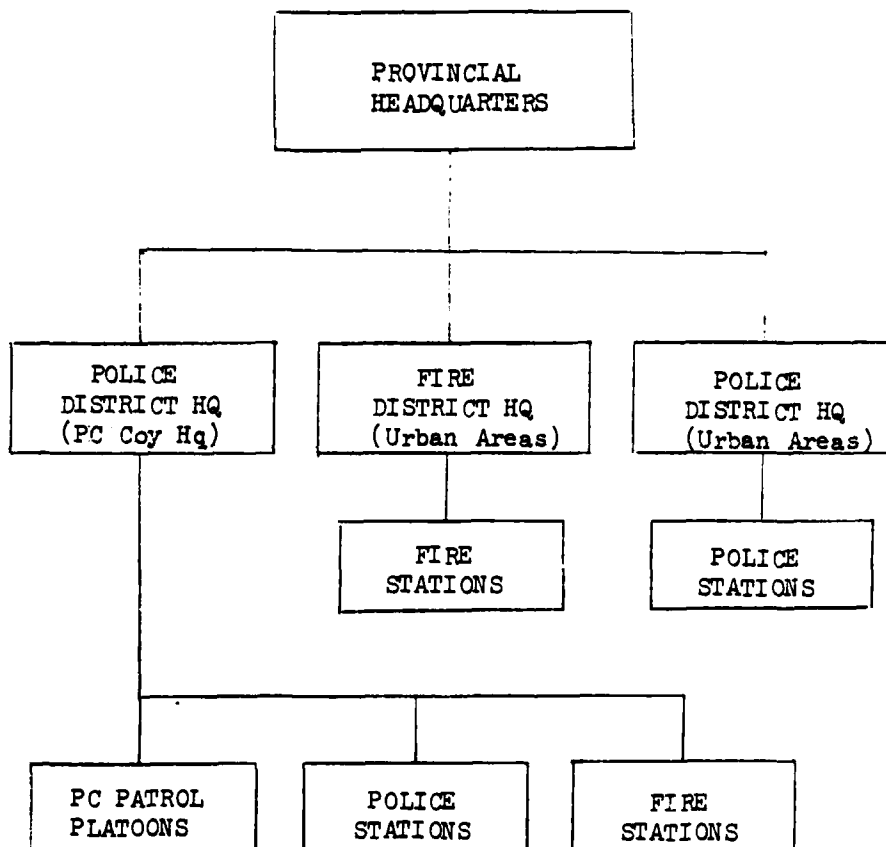 PROVINCIAL
HEADQUARTERS
POLICE
DISTRICT HQ
(PC Coy Hq)
FIRE
DISTRICT HQ
(Urban Areas)
POLICE
DISTRICT HQ
(Urban Areas)
FIRE
STATIONS
POLICE
STATIONS
PC PATROL
PLATOONS
POLICE
STATIONS
FIRE
STATIONS